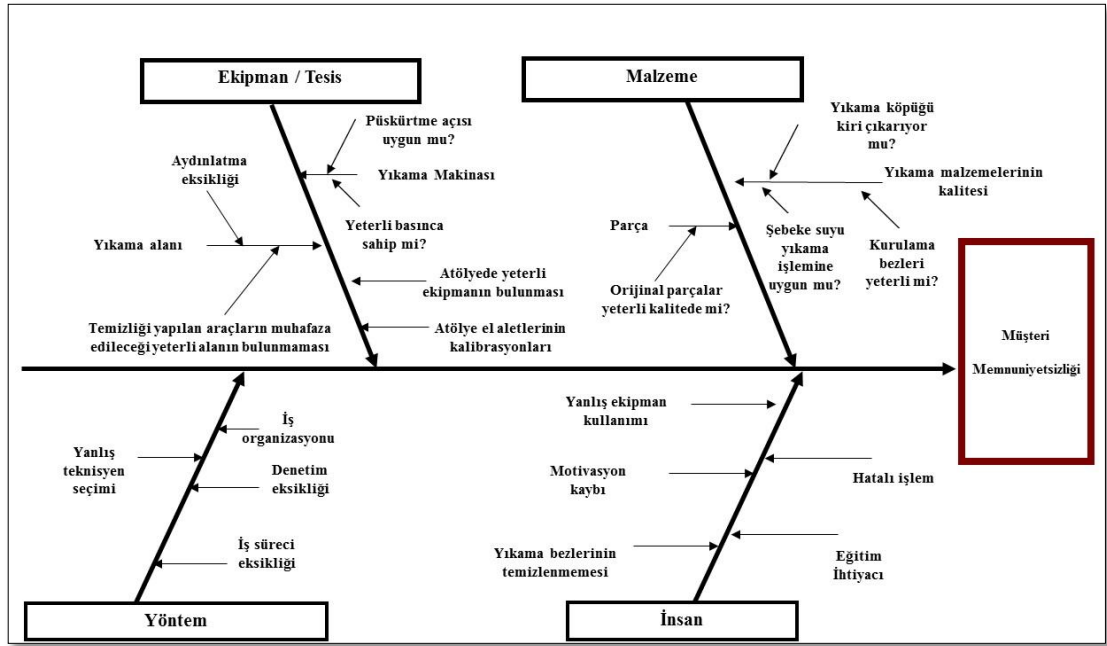 Ekipman / Tesis
Malzeme
Püskürtme açısı
uygun mu?
Aydınlatma
eksikliği
Yıkama Makinası
Yeterli basınca
sahip mi?
Yıkama alanı
Atölyede yeterli
ekipmanın bulunması
Temizliği yapılan araçların muhafaza
edileceği yeterli alanın bulunmaması
Atölye el aletlerinin
kalibrasyonları
Yıkama köpüğü
kiri çıkarıyor
mu?
Yıkama malzemelerinin
kalitesi
Parça
Şebeke suyu
yıkama
işlemine
uygun mu?
Kurulama
bezleri
yeterli mi?
Orijinal parçalar
yeterli kalitede mi?
Müşteri
Memnuniyetsizliği
İş
organizasyonu
Yanlış
teknisyen
seçimi
Denetim
eksikliği
İş süreci
eksikliği
Yanlış ekipman
kullanımı
Motivasyon
kaybı
Hatalı işlem
Yıkama bezlerinin
temizlenmemesi
Eğitim
İhtiyacı
Yöntem
İnsan